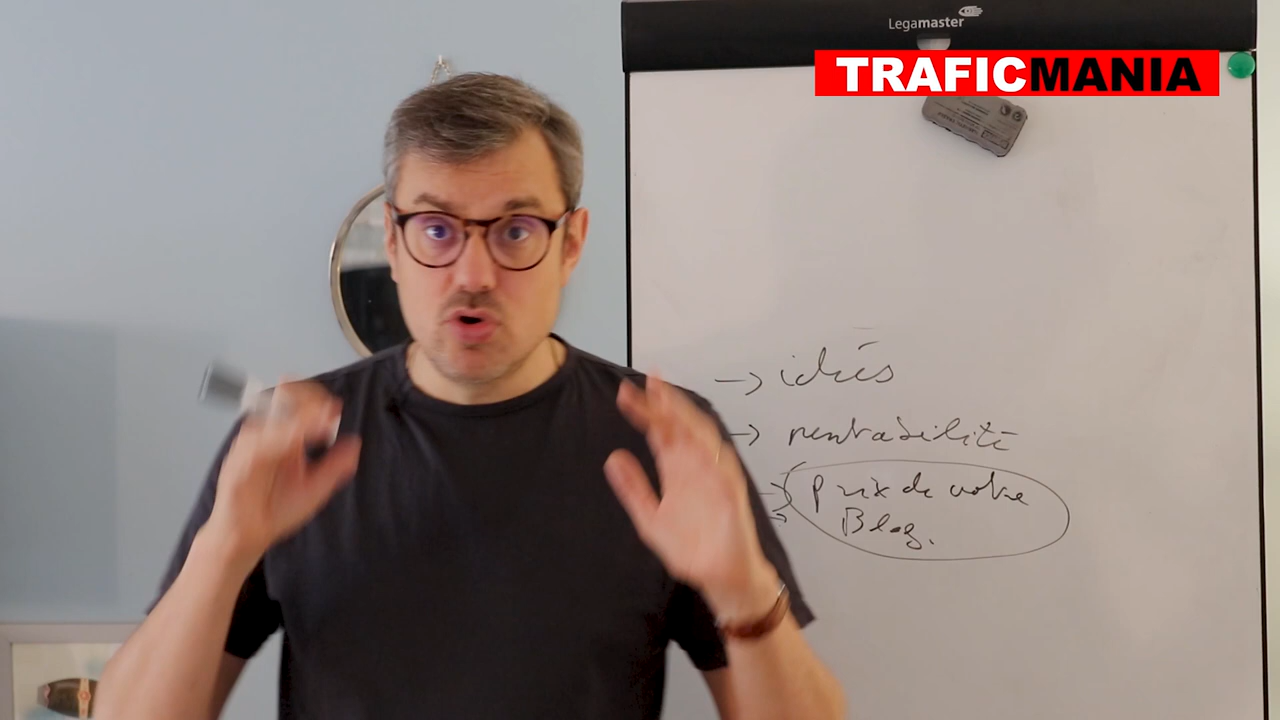 Legamaster
TRAFICMANIA
→ idées
→ rentabilité
→ Prix de votre
Blog.